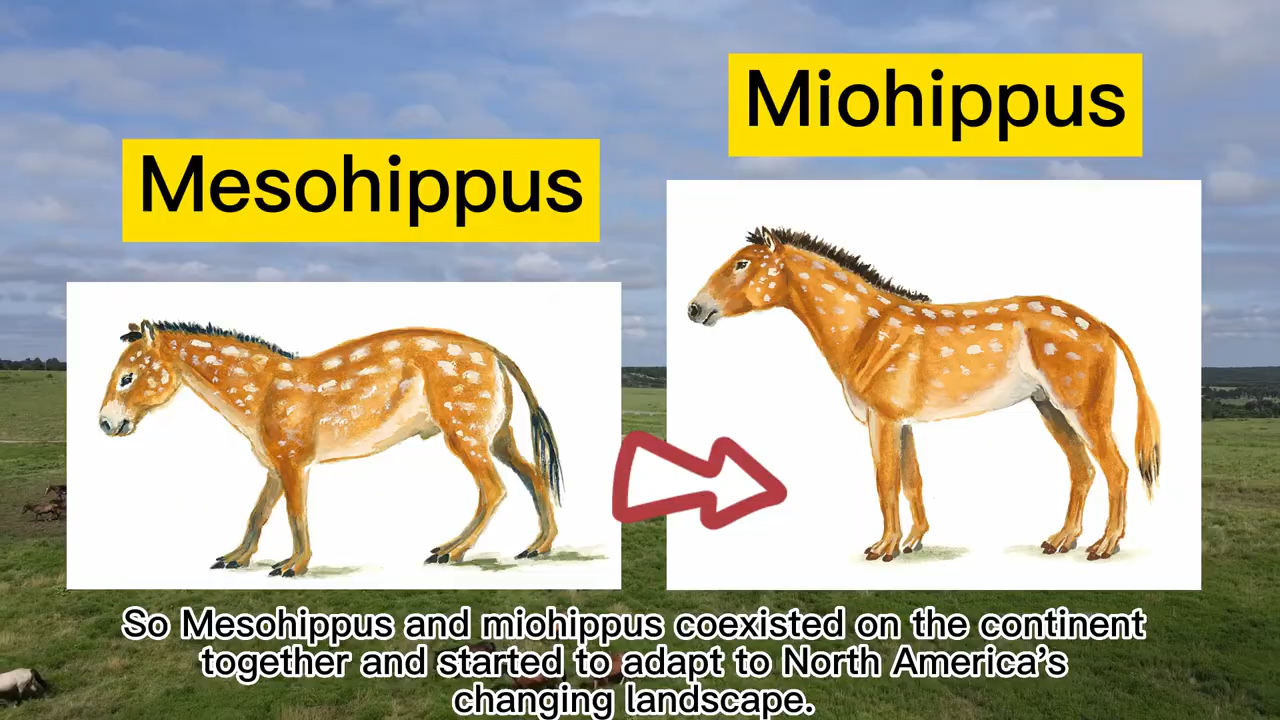 Miohippus
Mesohippus
So Mesohippus and miohippus coexisted on the continent
together and started to adapt to North America's
changing landscape.